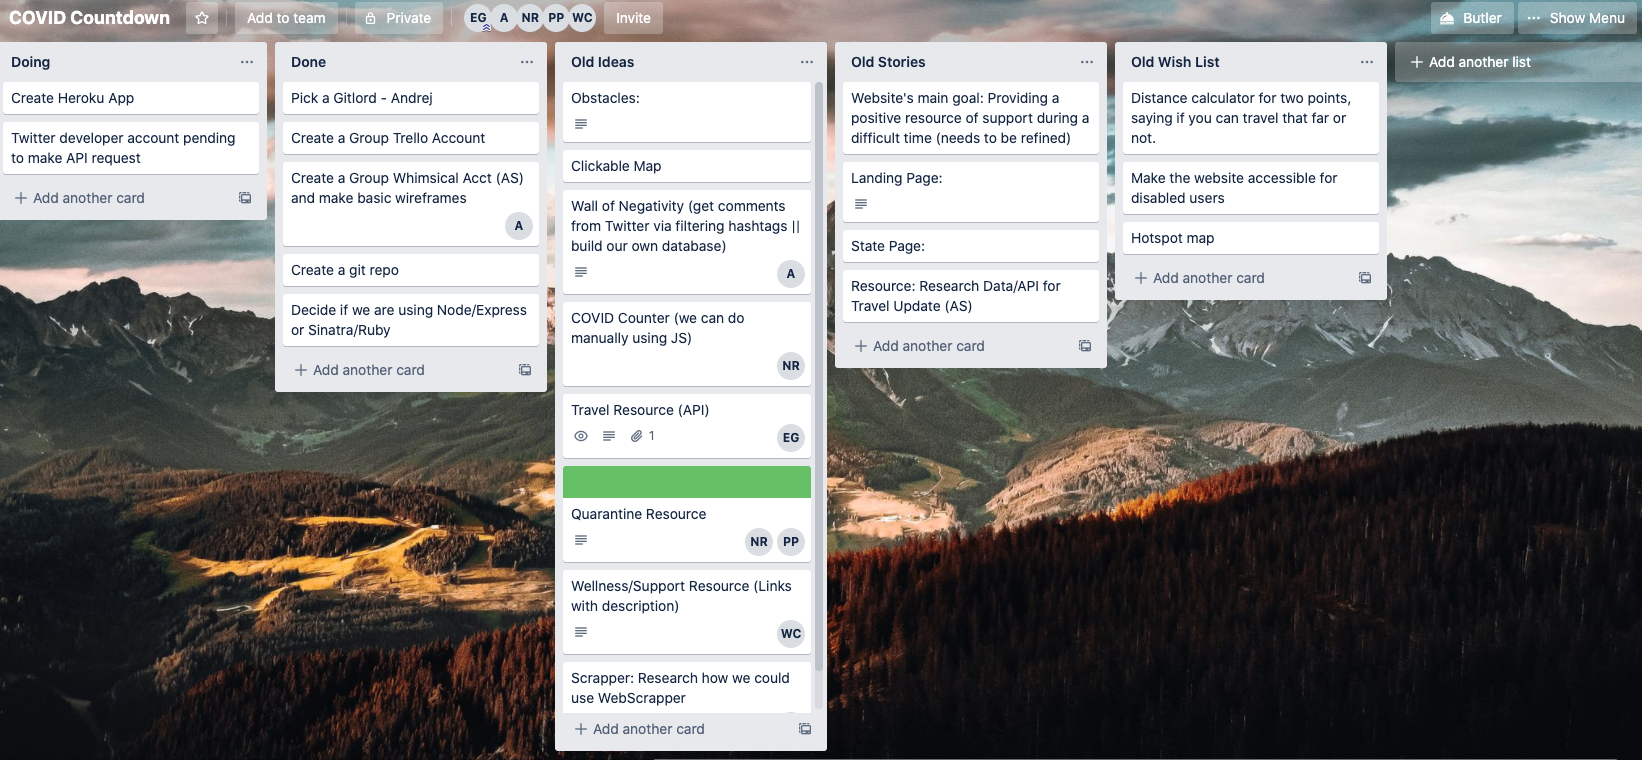 COVID Countdown
Add to team
Private
EG A NR PP WC
Invite
Butler
Show Menu
Doing
Create Heroku App
Twitter developer account pending
to make API request
Add another card
Done
Pick a Gitlord - Andrej
Create a Group Trello Account
Create a Group Whimsical Acct (AS)
and make basic wireframes
A
Create a git repo
Decide if we are using Node/Express
or Sinatra/Ruby
Add another card
Old Ideas
Obstacles:
Clickable Map
Wall of Negativity (get comments
from Twitter via filtering hashtags ||
build our own database)
A
COVID Counter (we can do
manually using JS)
NR
Travel Resource (API)
1
EG
Quarantine Resource
NR PP
Wellness/Support Resource (Links
with description)
WC
Scrapper: Research how we could
use WebScrapper
Add another card
Old Stories
Website's main goal: Providing a
positive resource of support during a
difficult time (needs to be refined)
Landing Page:
State Page:
Resource: Research Data/API for
Travel Update (AS)
Add another card
Old Wish List
Distance calculator for two points,
saying if you can travel that far or
not.
Make the website accessible for
disabled users
Hotspot map
Add another card
Add another list